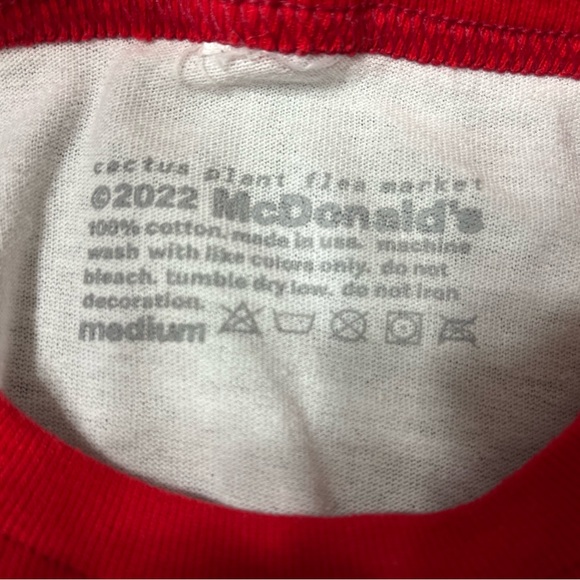 cactus plant flea market
©2022 McDonald's
100% cotton. made in usa. machine
wash with like colors only. do not
bleach. tumble dry low. do not iron
decoration.
medium